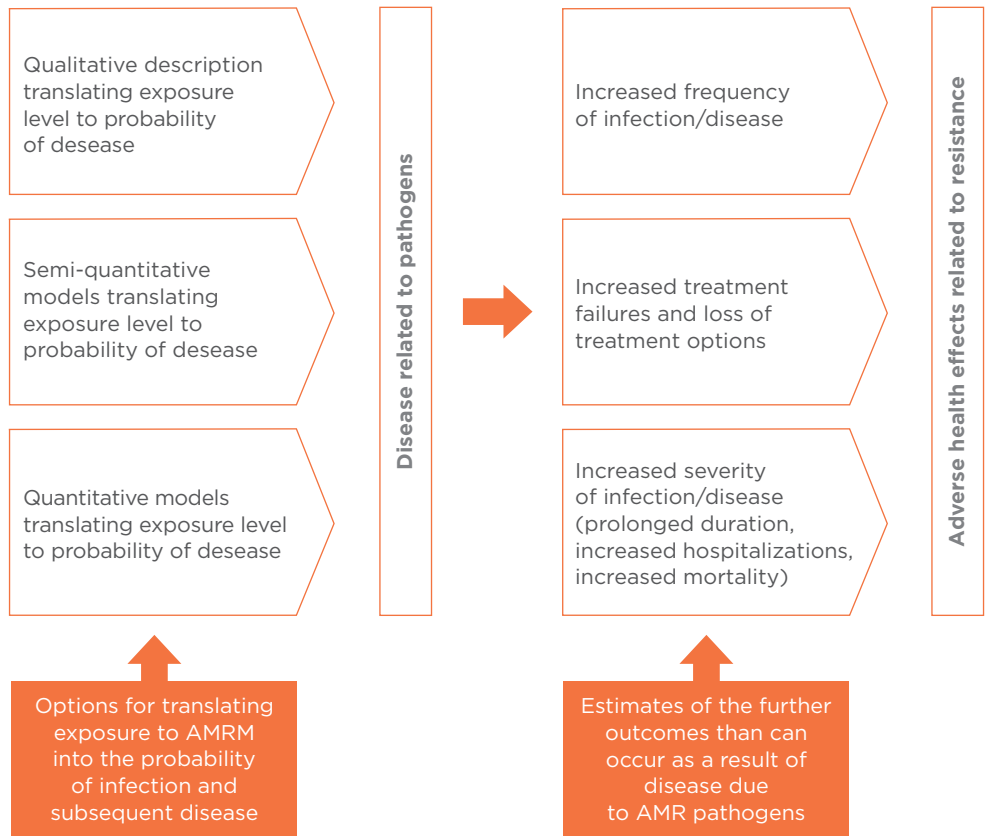 Qualitative description
translating exposure
level to probability
of desease
Semi-quantitative
models translating
exposure level to
probability of desease
Quantitative models
translating exposure level
to probability of desease
Options for translating
exposure to AMRM
into the probability
of infection and
subsequent disease
Disease related to pathogens
Increased frequency
of infection/disease
Increased treatment
failures and loss of
treatment options
Increased severity
of infection/disease
(prolonged duration,
increased hospitalizations,
increased mortality)
Estimates of the further
outcomes than can
occur as a result of
disease due
to AMR pathogens
Adverse health effects related to resistance